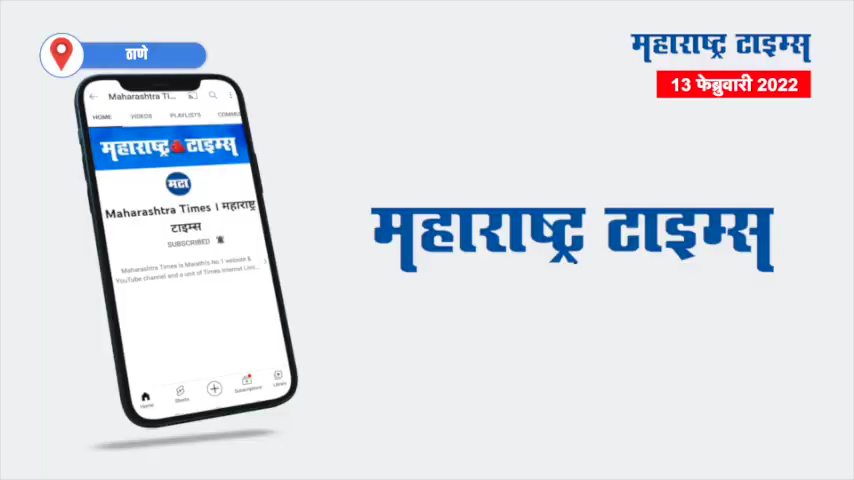 ठाणे
महाराष्ट्र टाइम्स
13 फेब्रुवारी 2022
Maharashtra Ti...
HOME VIDEOS PLAYLISTS COMMU
महाराष्ट्र टाइम्स
मटा
Maharashtra Times । महाराष्ट्र
टाइम्स
SUBSCRIBED
Maharashtra Times is Marathi's No.1 website &
YouTube channel and a unit of Times Internet Limi...
Home Shorts Subscriptions Library
महाराष्ट्र टाइम्स